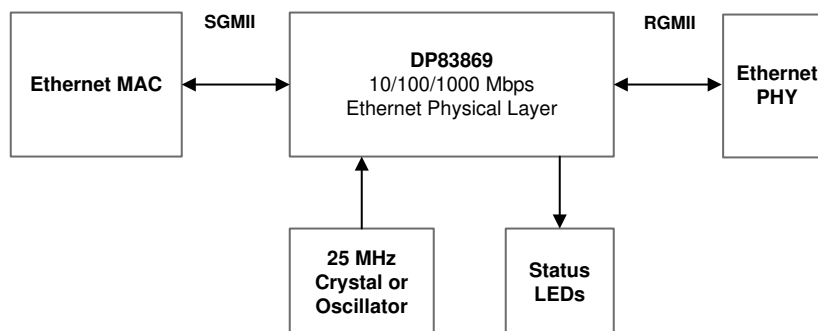 SGMII
RGMII
Ethernet MAC
DP83869
10/100/1000 Mbps
Ethernet Physical Layer
Ethernet
PHY
25 MHz
Crystal or
Oscillator
Status
LEDs